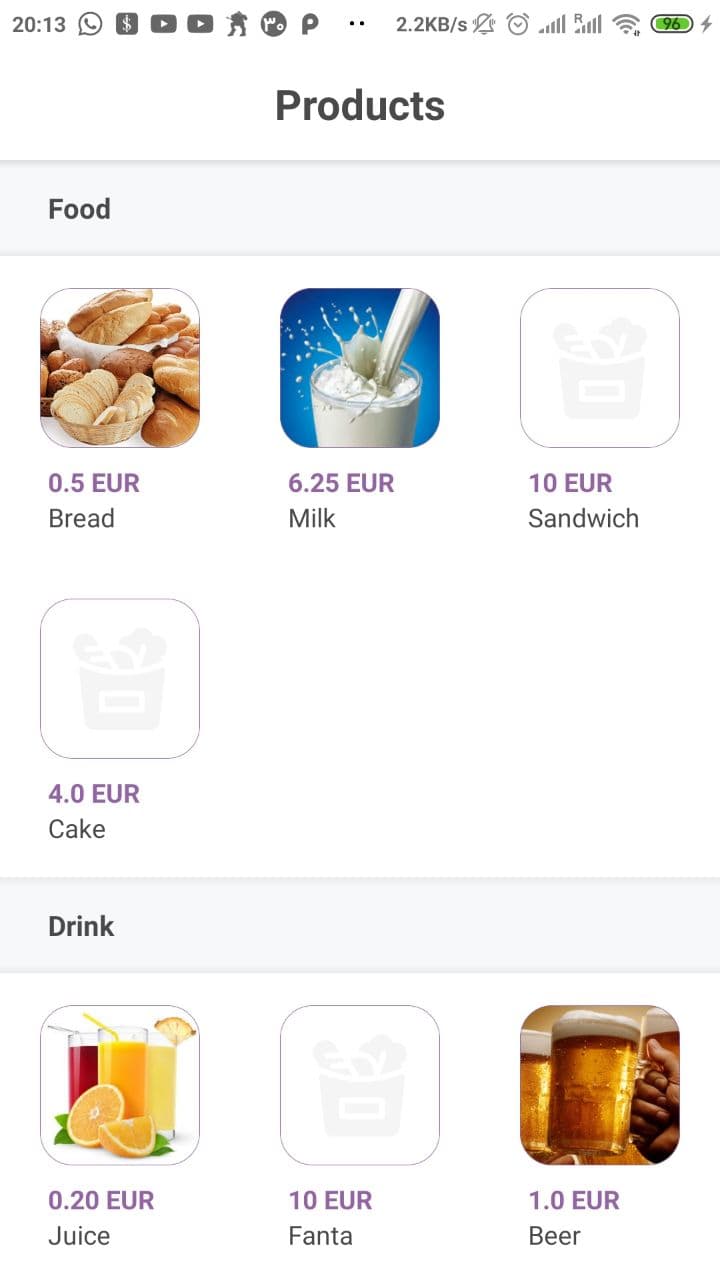 20:13 2.2KB/s R 96
Products
Food
0.5 EUR 6.25 EUR 10 EUR
Bread Milk Sandwich
4.0 EUR
Cake
Drink
0.20 EUR 10 EUR 1.0 EUR
Juice Fanta Beer